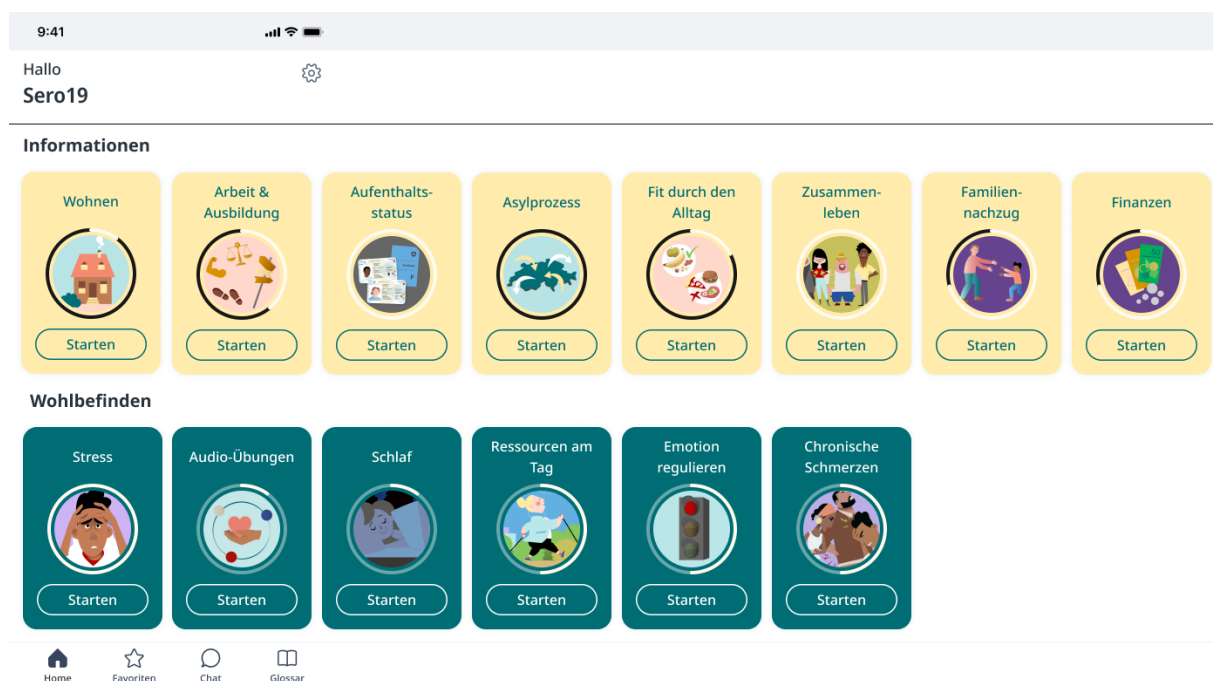 9:41
Hallo
Sero19
Informationen
Wohnen
Starten
Arbeit &
Ausbildung
Starten
Aufenthalts-
status
Starten
Asylprozess
Starten
Fit durch den
Alltag
Starten
Zusammen-
leben
Starten
Familien-
nachzug
Starten
Finanzen
50
Starten
Wohlbefinden
Stress
Starten
Audio-Übungen
Starten
Schlaf
Starten
Ressourcen am
Tag
Starten
Emotion
regulieren
Starten
Chronische
Schmerzen
Starten
Home
Favoriten
Chat
Glossar